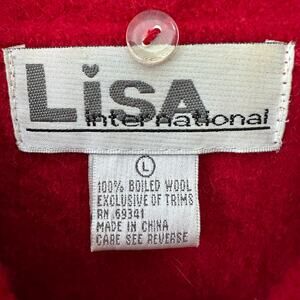 LiSA
international
L
100% BOILED WOOL
EXCLUSIVE OF TRIMS
RN 69341
MADE IN CHINA
CARE SEE REVERSE